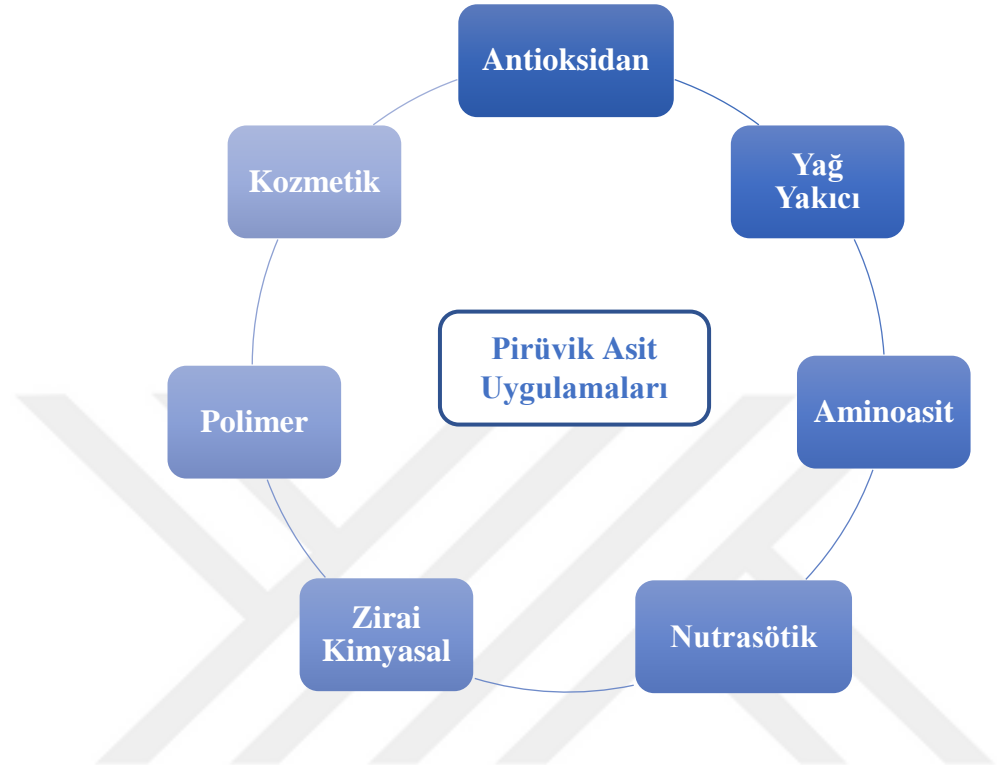 Antioksidan
Yağ
Yakıcı
Aminoasit
Nutrasötik
Zirai
Kimyasal
Polimer
Kozmetik
Pirüvik Asit
Uygulamaları